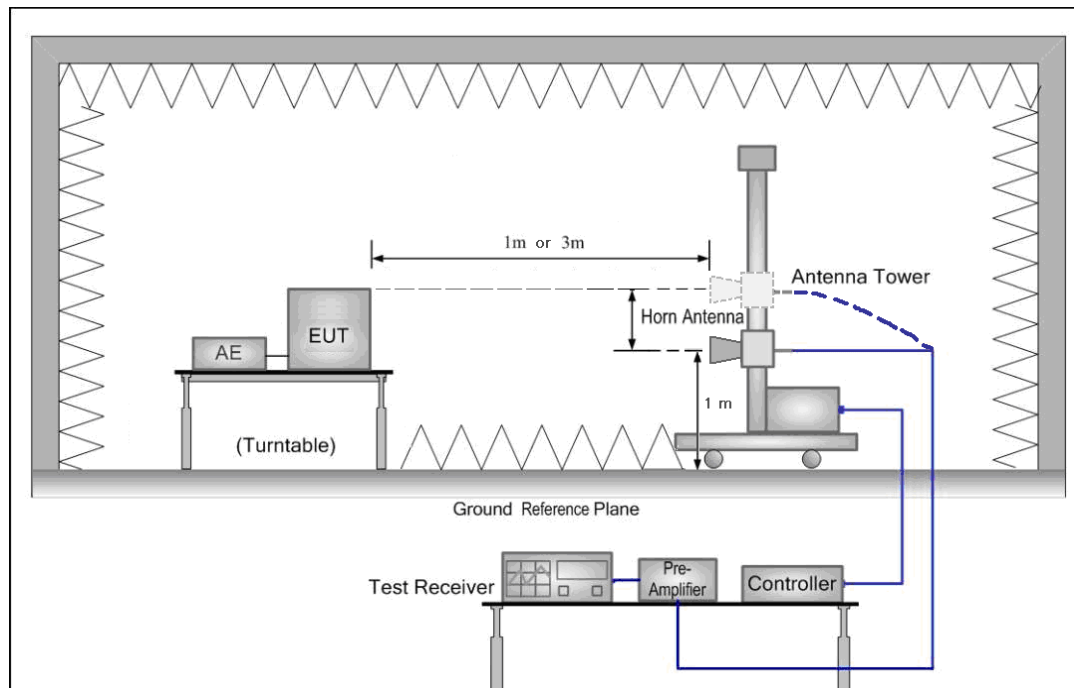 1m or 3m
Antenna Tower
Horn Antenna
EUT
AE
1 m
(Turntable)
Ground Reference Plane
Test Receiver
Pre-
Amplifier
Controller